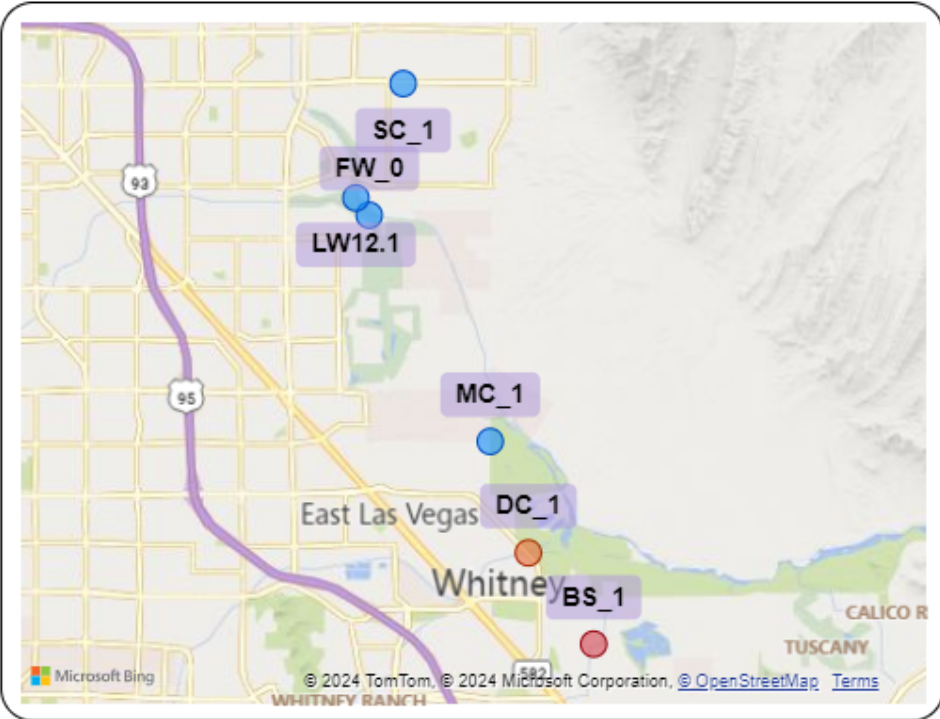 SC_1
FW_0
93
LW12.1
MC_1
95
DC_1
East Las Vegas
Whitney
BS_1
CALICO R
TUSCANY
582
Microsoft Bing
© 2024 TomTom, © 2024 Microsoft Corporation, © OpenStreetMap Terms
WHITNEY RANCH